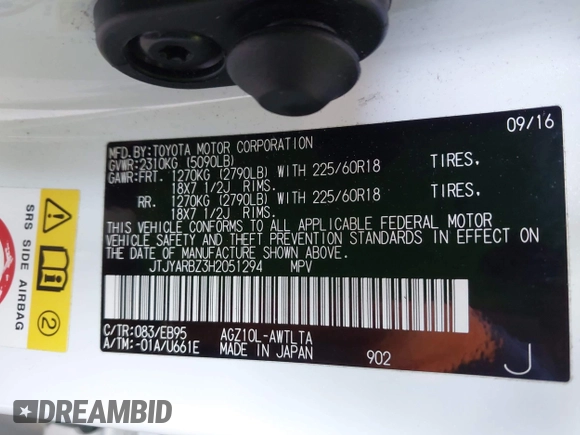 09/16
MFD.BY:TOYOTA MOTOR CORPORATION
GVWR:2310KG (5090LB)
GAWR:FRT. 1270KG (2790LB) WITH 225/60R18 TIRES,
18X7 1/2J RIMS.
RR. 1270KG (2790LB) WITH 225/60R18 TIRES,
18X7 1/2J RIMS.
THIS VEHICLE CONFORMS TO ALL APPLICABLE FEDERAL MOTOR
VEHICLE SAFETY AND THEFT PREVENTION STANDARDS IN EFFECT ON
THE DATE OF MANUFACTURE SHOWN ABOVE.
JTJYARBZ3H2051294 MPV
C/TR:083/EB95 AGZ10L-AWTLTA
A/TM:-01A/U661E MADE IN JAPAN 902 J
SRS SIDE AIRBAG
2
DREAMBID